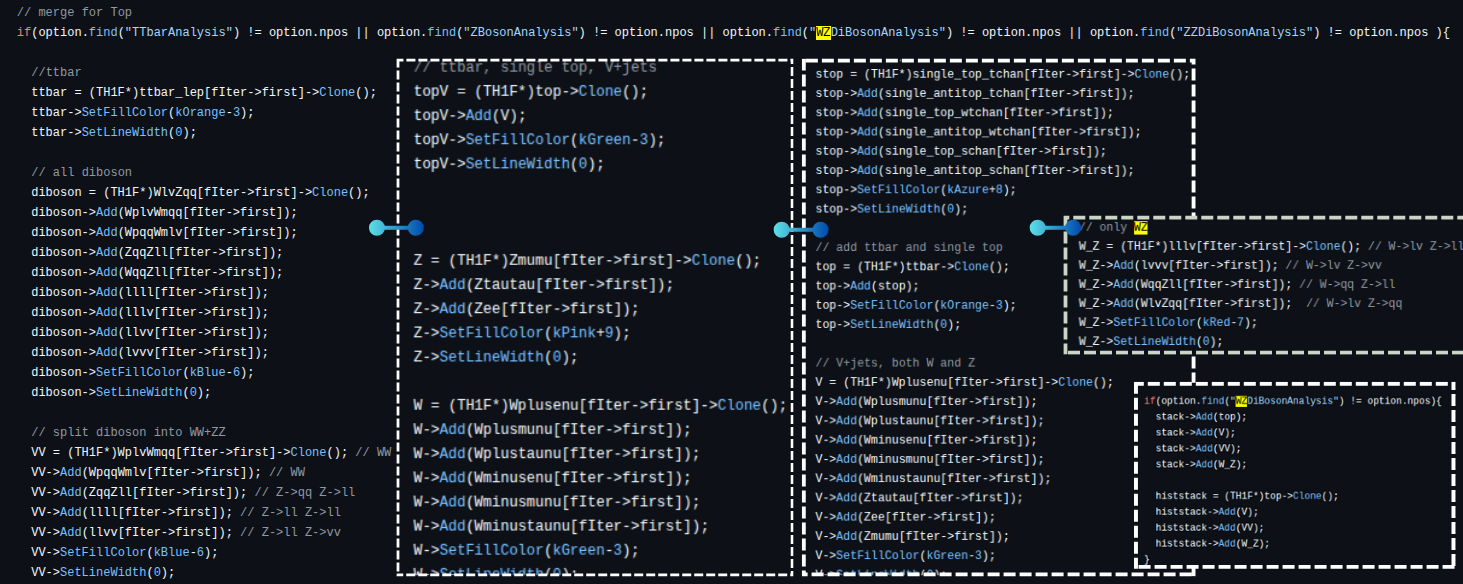 // merge for Top
if(option.find("TTbarAnalysis") != option.npos || option.find("ZBosonAnalysis") != option.npos || option.find("WZDiBosonAnalysis") != option.npos || option.find("ZZDiBosonAnalysis") != option.npos ){
//ttbar
ttbar = (TH1F*)ttbar_lep[fIter->first]->Clone();
ttbar->SetFillColor(kOrange-3);
ttbar->SetLineWidth(0);
// all diboson
diboson = (TH1F*)WlvZqq[fIter->first]->Clone();
diboson->Add(WplvWmqq[fIter->first]);
diboson->Add(WpqqWmlv[fIter->first]);
diboson->Add(ZqqZll[fIter->first]);
diboson->Add(WqqZll[fIter->first]);
diboson->Add(llll[fIter->first]);
diboson->Add(lllv[fIter->first]);
diboson->Add(llvv[fIter->first]);
diboson->Add(lvvv[fIter->first]);
diboson->SetFillColor(kBlue-6);
diboson->SetLineWidth(0);
// split diboson into WW+ZZ
VV = (TH1F*)WplvWmqq[fIter->first]->Clone(); // WW
VV->Add(WpqqWmlv[fIter->first]); // WW
VV->Add(ZqqZll[fIter->first]); // Z->qq Z->ll
VV->Add(llll[fIter->first]); // Z->ll Z->ll
VV->Add(llvv[fIter->first]); // Z->ll Z->vv
VV->SetFillColor(kBlue-6);
VV->SetLineWidth(0);
// ttbar, single top, V+jets
topV = (TH1F*)top->Clone();
topV->Add(V);
topV->SetFillColor(kGreen-3);
topV->SetLineWidth(0);
Z = (TH1F*)Zmumu[fIter->first]->Clone();
Z->Add(Ztautau[fIter->first]);
Z->Add(Zee[fIter->first]);
Z->SetFillColor(kPink+9);
Z->SetLineWidth(0);
W = (TH1F*)Wplusenu[fIter->first]->Clone();
W->Add(Wplusmunu[fIter->first]);
W->Add(Wplustaunu[fIter->first]);
W->Add(Wminusenu[fIter->first]);
W->Add(Wminusmunu[fIter->first]);
W->Add(Wminustaunu[fIter->first]);
W->SetFillColor(kGreen-3);
W->SetLineWidth(0);
stop = (TH1F*)single_top_tchan[fIter->first]->Clone();
stop->Add(single_antitop_tchan[fIter->first]);
stop->Add(single_top_wtchan[fIter->first]);
stop->Add(single_antitop_wtchan[fIter->first]);
stop->Add(single_top_schan[fIter->first]);
stop->Add(single_antitop_schan[fIter->first]);
stop->SetFillColor(kAzure+8);
stop->SetLineWidth(0);
// add ttbar and single top
top = (TH1F*)ttbar->Clone();
top->Add(stop);
top->SetFillColor(kOrange-3);
top->SetLineWidth(0);
// V+jets, both W and Z
V = (TH1F*)Wplusenu[fIter->first]->Clone();
V->Add(Wplusmunu[fIter->first]);
V->Add(Wplustaunu[fIter->first]);
V->Add(Wminusenu[fIter->first]);
V->Add(Wminusmunu[fIter->first]);
V->Add(Wminustaunu[fIter->first]);
V->Add(Ztautau[fIter->first]);
V->Add(Zee[fIter->first]);
V->Add(Zmumu[fIter->first]);
V->SetFillColor(kGreen-3);
// only WZ
W_Z = (TH1F*)lllv[fIter->first]->Clone(); // W->lv Z->ll
W_Z->Add(lvvv[fIter->first]); // W->lv Z->vv
W_Z->Add(WqqZll[fIter->first]); // W->qq Z->ll
W_Z->Add(WlvZqq[fIter->first]); // W->lv Z->qq
W_Z->SetFillColor(kRed-7);
W_Z->SetLineWidth(0);
if(option.find("WZDiBosonAnalysis") != option.npos){
stack->Add(top);
stack->Add(V);
stack->Add(VV);
stack->Add(W_Z);
histstack = (TH1F*)top->Clone();
histstack->Add(V);
histstack->Add(VV);
histstack->Add(W_Z);
}